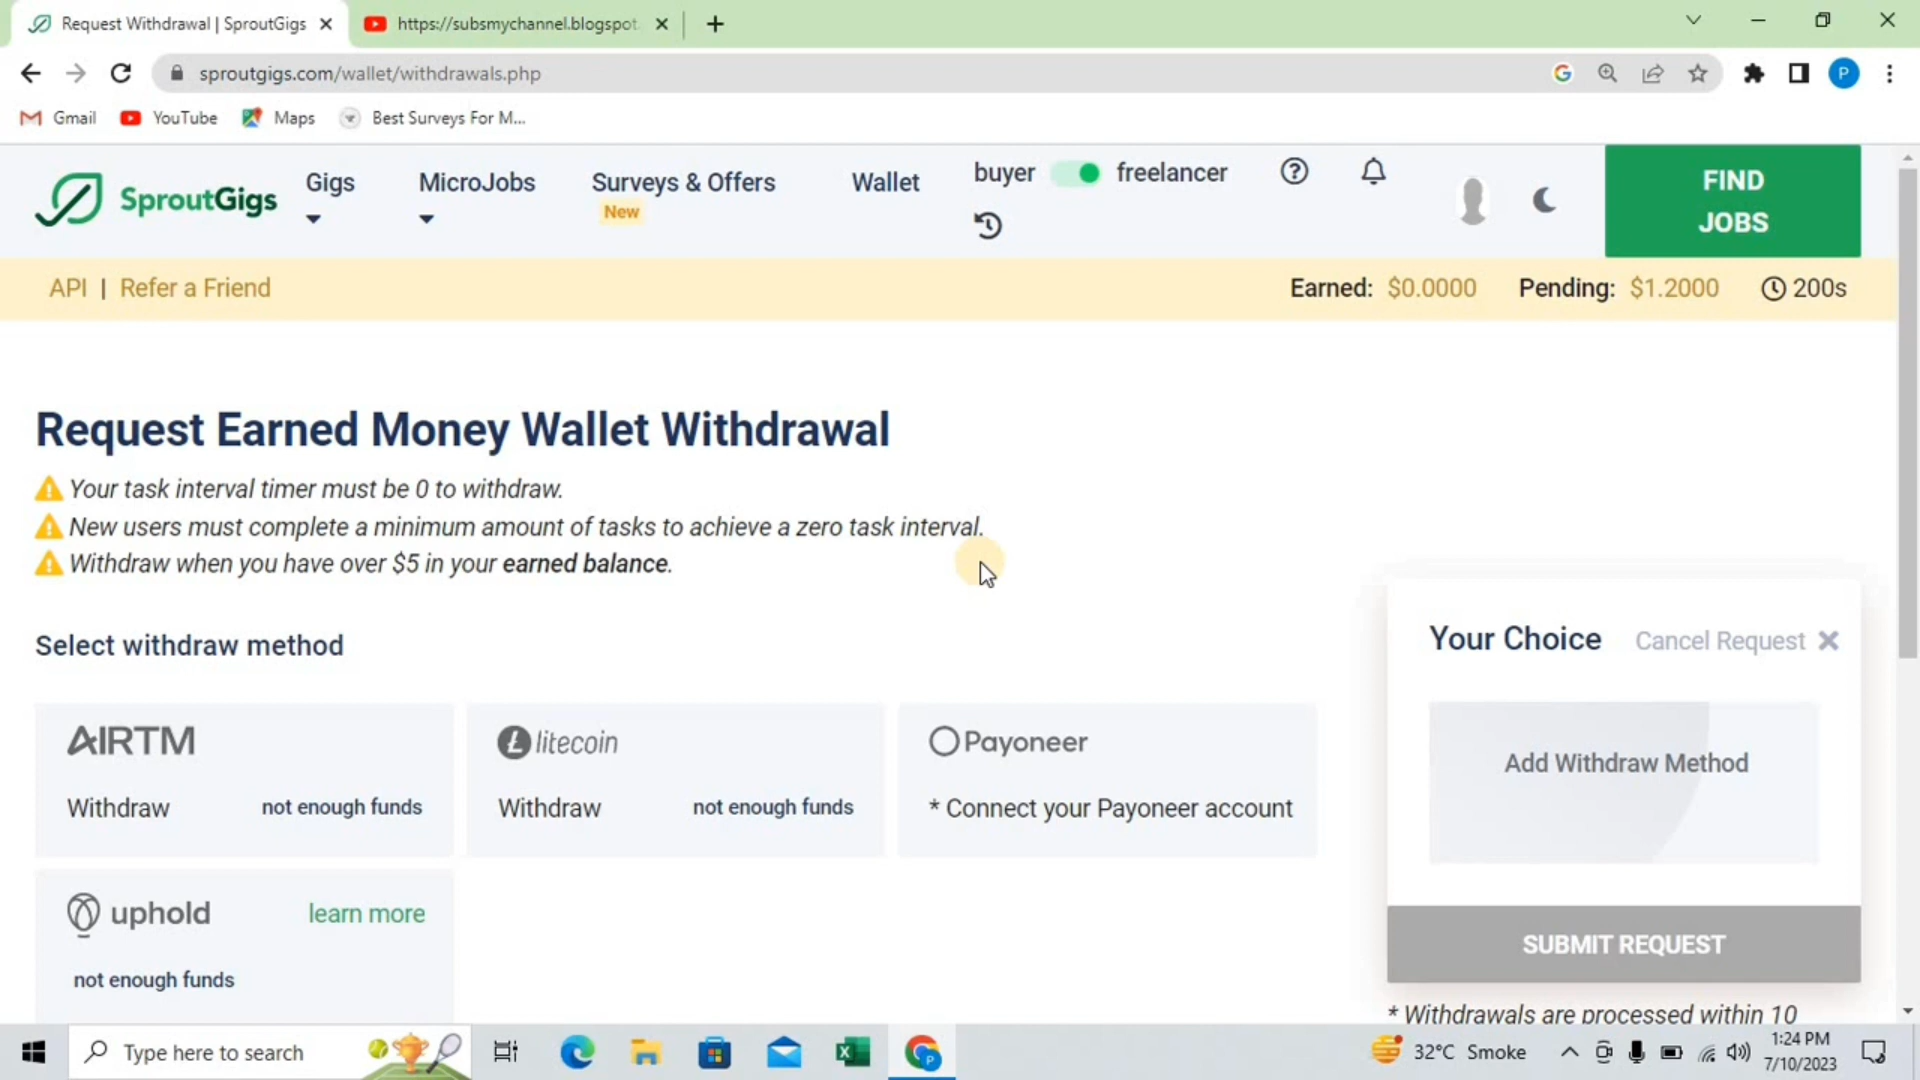 Request Withdrawal | SproutGigs
https://subsmychannel.blogspot.
sproutgigs.com/wallet/withdrawals.php
P
Gmail
YouTube
Maps
Best Surveys For M...
SproutGigs
Gigs
MicroJobs
Surveys & Offers
New
Wallet
buyer
freelancer
FIND
JOBS
API | Refer a Friend
Earned: $0.0000
Pending: $1.2000
200s
Request Earned Money Wallet Withdrawal
Your task interval timer must be 0 to withdraw.
New users must complete a minimum amount of tasks to achieve a zero task interval.
Withdraw when you have over $5 in your earned balance.
Select withdraw method
AIRTM
Withdraw not enough funds
litecoin
Withdraw not enough funds
Payoneer
* Connect your Payoneer account
uphold learn more
not enough funds
Your Choice Cancel Request
Add Withdraw Method
SUBMIT REQUEST
* Withdrawals are processed within 10
Type here to search
32°C Smoke
1:24 PM
7/10/2023